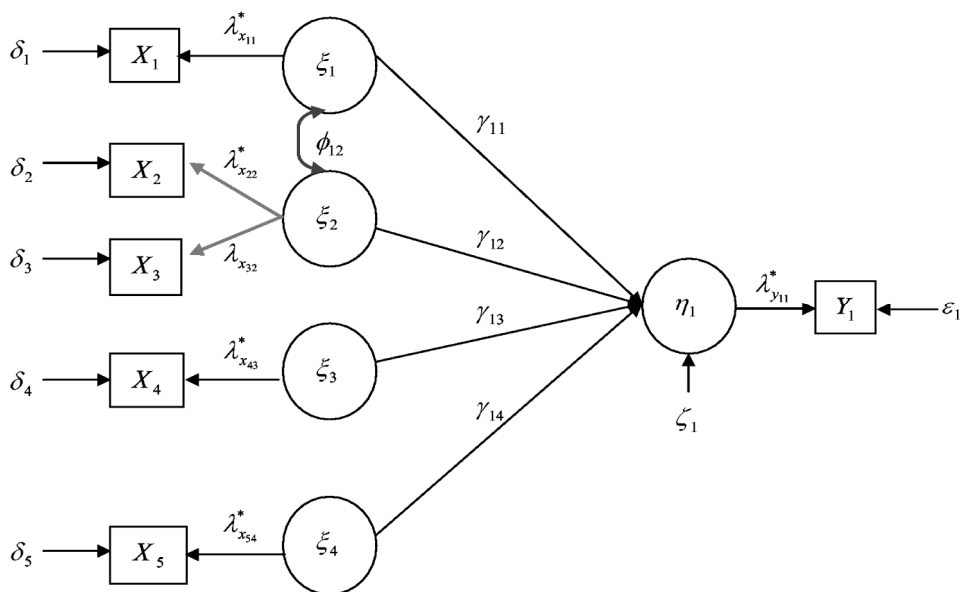 δ₁ X₁ λ*ₓ₁₁ ξ₁
γ₁₁
φ₁₂
δ₂ X₂ λ*ₓ₂₂
ξ₂
γ₁₂
δ₃ X₃ λₓ₃₂
η₁ λ*ᵧ₁₁ Y₁ ε₁
γ₁₃
δ₄ X₄ λ*ₓ₄₃ ξ₃
γ₁₄
ζ₁
δ₅ X₅ λ*ₓ₅₄ ξ₄